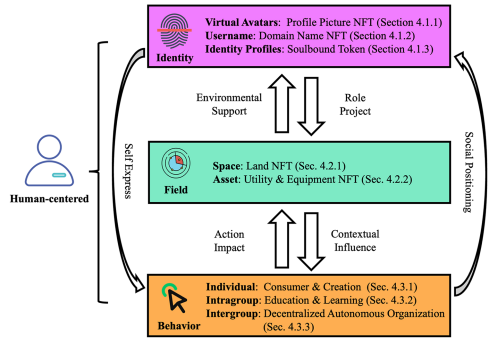 Virtual Avatars: Profile Picture NFT (Section 4.1.1)
Username: Domain Name NFT (Section 4.1.2)
Identity Profiles: Soulbound Token (Section 4.1.3)
Identity
Environmental
Support
Role
Project
Self Express
Social Positioning
Human-centered
Space: Land NFT (Sec. 4.2.1)
Asset: Utility & Equipment NFT (Sec. 4.2.2)
Field
Action
Impact
Contextual
Influence
Individual: Consumer & Creation (Sec. 4.3.1)
Intragroup: Education & Learning (Sec. 4.3.2)
Intergroup: Decentralized Autonomous Organization
(Sec. 4.3.3)
Behavior